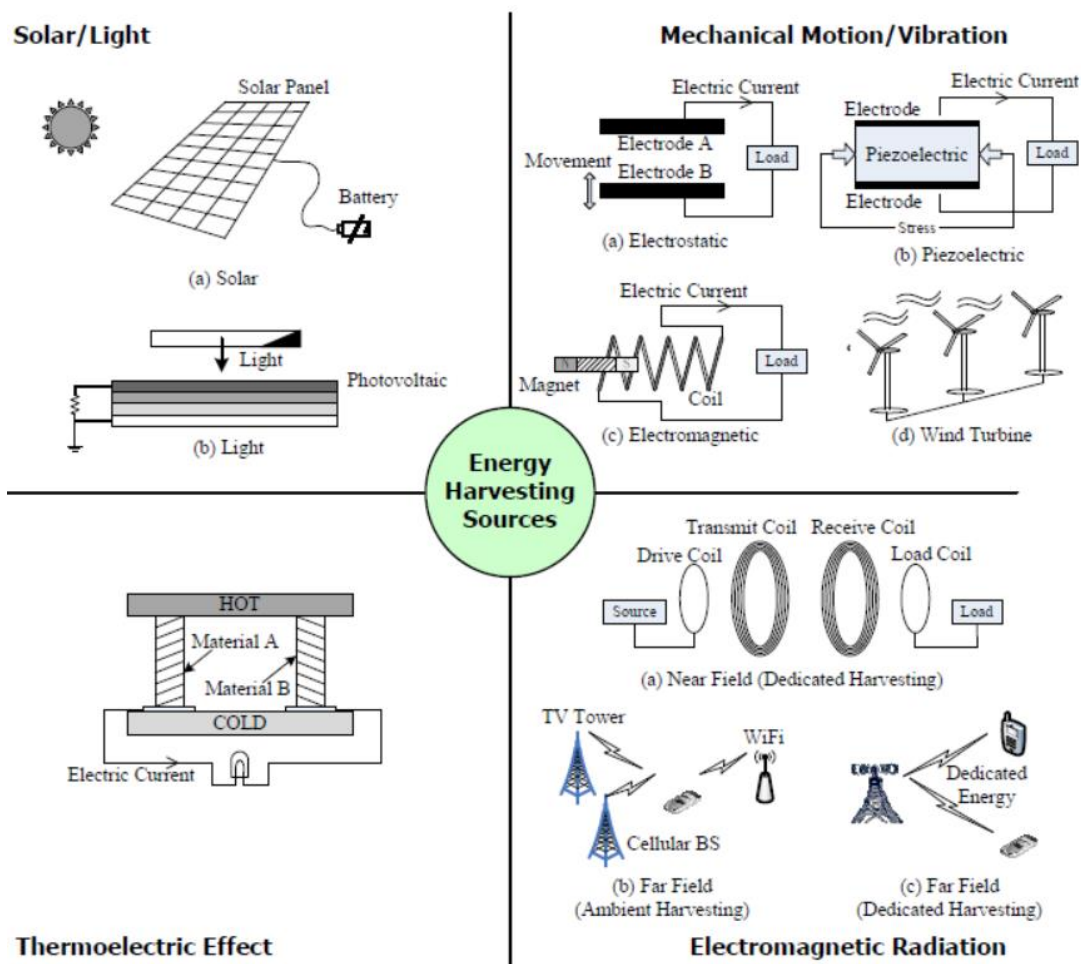 Solar/Light
Solar Panel
Battery
(a) Solar
Light
Photovoltaic
(b) Light
Mechanical Motion/Vibration
Electric Current
Electrode A
Movement
Electrode B
Load
(a) Electrostatic
Electric Current
Electrode
Piezoelectric
Load
Electrode
Stress
(b) Piezoelectric
Electric Current
N
S
Load
Magnet
Coil
(c) Electromagnetic
(d) Wind Turbine
Energy
Harvesting
Sources
HOT
Material A
Material B
COLD
Electric Current
Thermoelectric Effect
Transmit Coil
Receive Coil
Drive Coil
Load Coil
Source
Load
(a) Near Field (Dedicated Harvesting)
TV Tower
WiFi
Cellular BS
(b) Far Field
(Ambient Harvesting)
Dedicated
Energy
(c) Far Field
(Dedicated Harvesting)
Electromagnetic Radiation